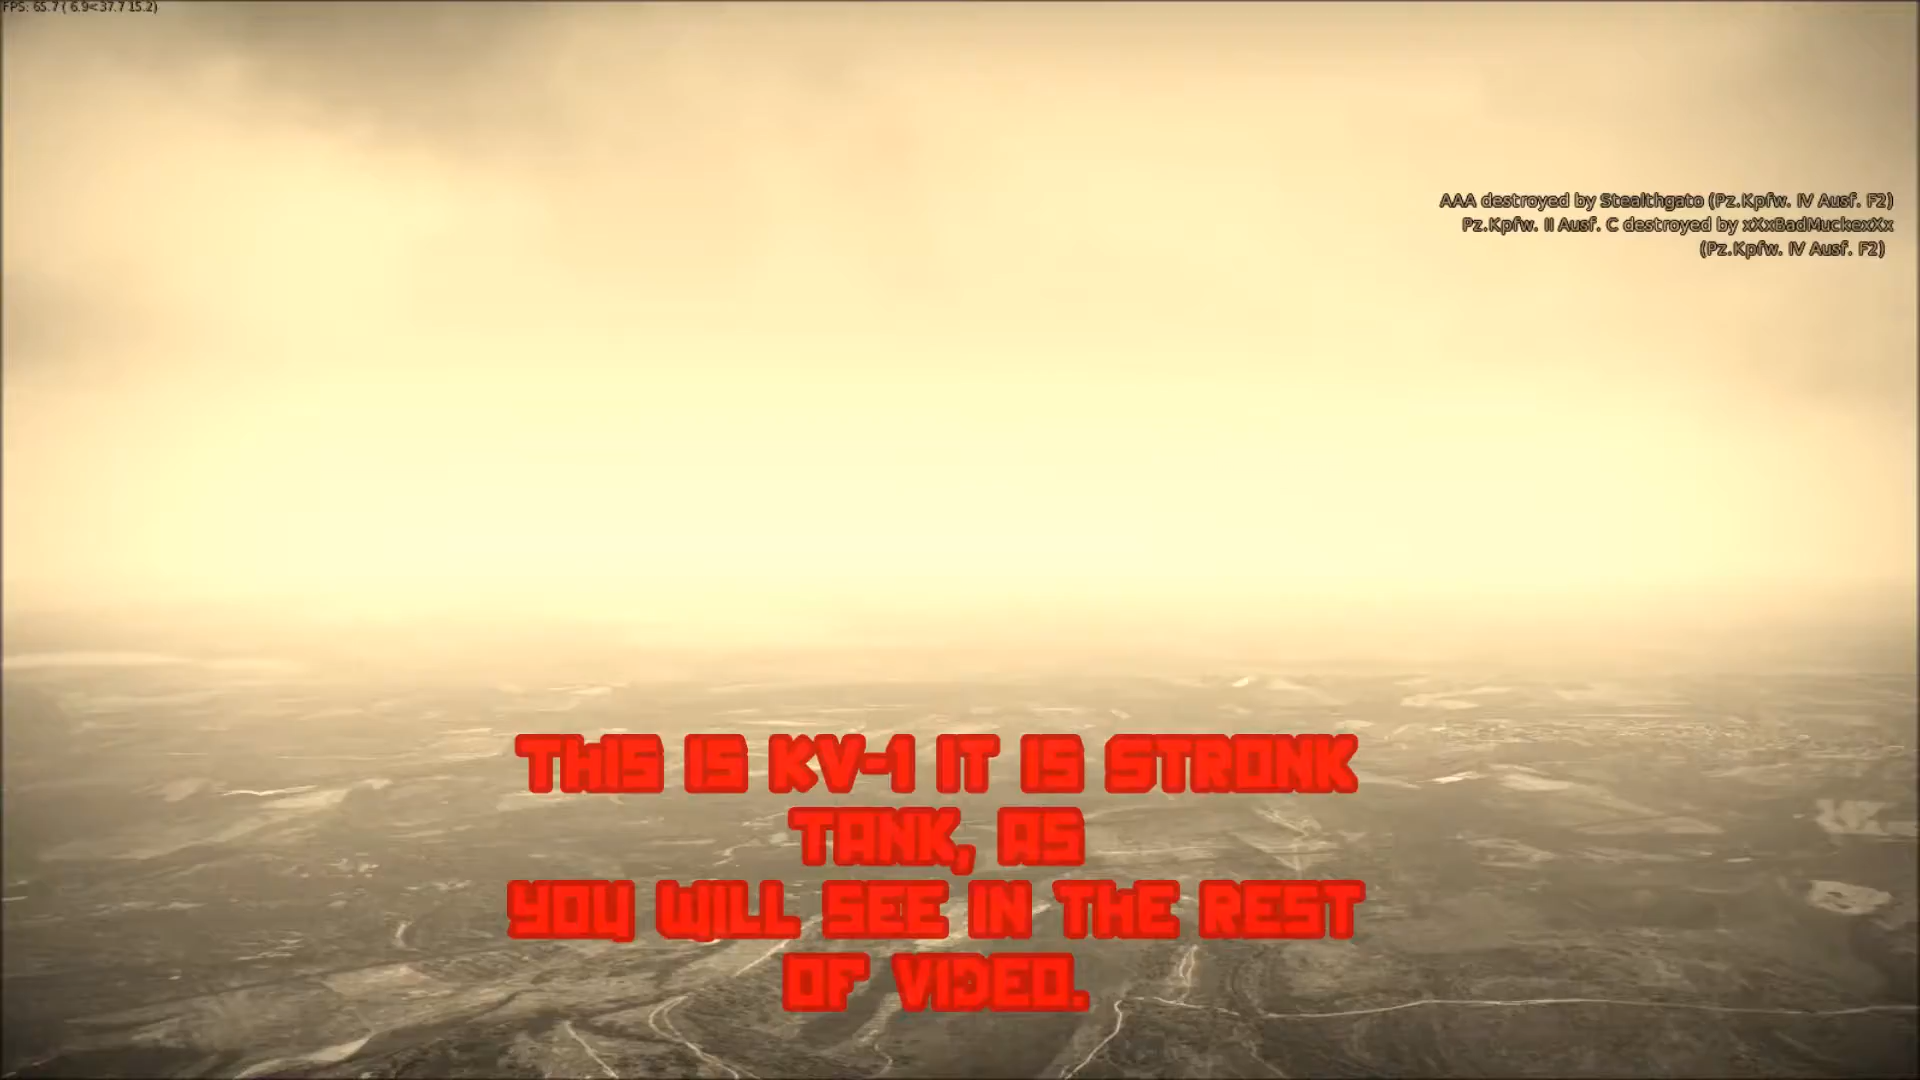 FPS: 65.7 ( 6.9<37.7 15.2)
AAA destroyed by Stealthgato (Pz.Kpfw. IV Ausf. F2)
Pz.Kpfw. II Ausf. C destroyed by xXxBadMuckexXx
(Pz.Kpfw. IV Ausf. F2)
THIS IS KV-1 IT IS STRONK
TANK, AS
YOU WILL SEE IN THE REST
OF VIDEO.